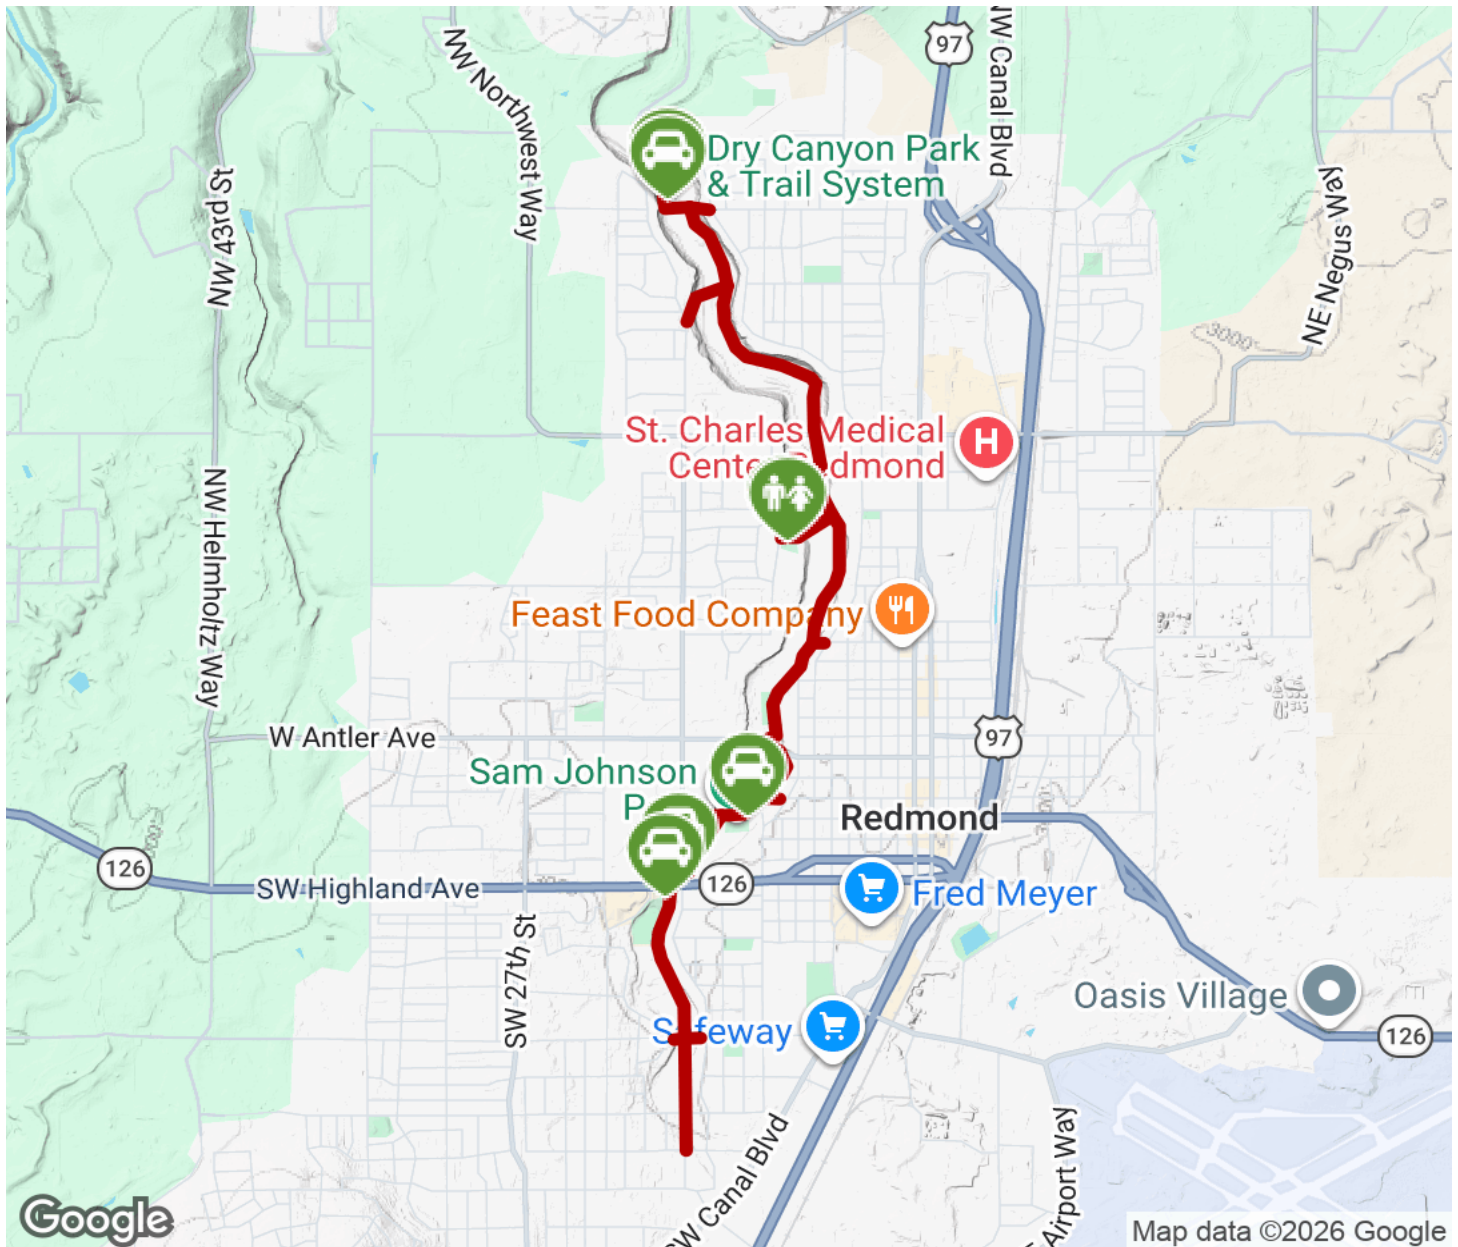 97
NW Canal Blvd
NW Northwest Way
Dry Canyon Park
& Trail System
NW 43rd St
NE Negus Way
3000
St. Charles Medical
Center Redmond
H
NW Helmholtz Way
Feast Food Company
W Antler Ave
97
Sam Johnson
Redmond
126
SW Highland Ave
126
Fred Meyer
SW 27th St
Oasis Village
Safeway
126
SW Canal Blvd
Airport Way
Google
Map data ©2026 Google